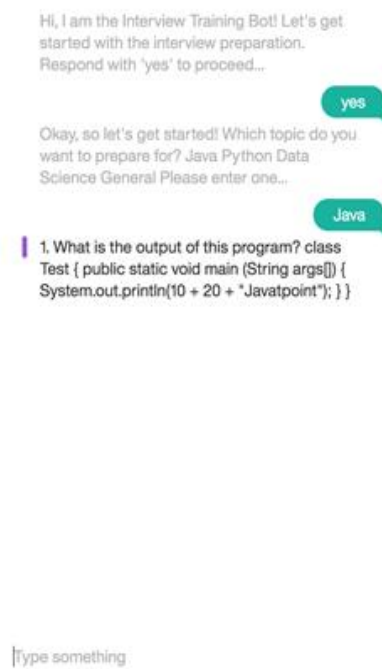 Hi, I am the Interview Training Bot! Let's get
started with the interview preparation.
Respond with 'yes' to proceed...
yes
Okay, so let's get started! Which topic do you
want to prepare for? Java Python Data
Science General Please enter one...
Java
1. What is the output of this program? class
Test { public static void main (String args[]) {
System.out.println(10 + 20 + "Javatpoint"); } }
Type something